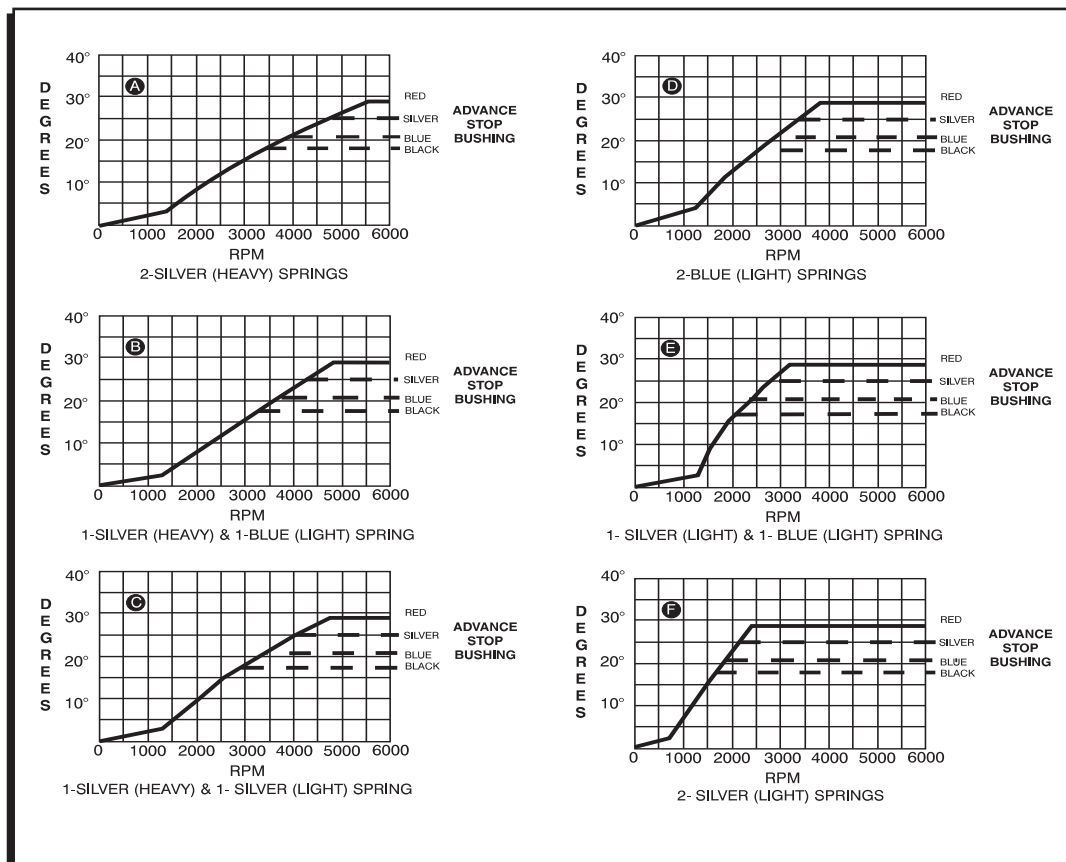 40°
30°
20°
10°
D
E
G
R
E
E
S
A
RED
SILVER
BLUE
BLACK
ADVANCE
STOP
BUSHING
0 1000 2000 3000 4000 5000 6000
RPM
2-SILVER (HEAVY) SPRINGS
40°
30°
20°
10°
D
E
G
R
E
E
S
B
RED
SILVER
BLUE
BLACK
ADVANCE
STOP
BUSHING
0 1000 2000 3000 4000 5000 6000
RPM
1-SILVER (HEAVY) & 1-BLUE (LIGHT) SPRING
40°
30°
20°
10°
D
E
G
R
E
E
S
C
RED
SILVER
BLUE
BLACK
ADVANCE
STOP
BUSHING
0 1000 2000 3000 4000 5000 6000
RPM
1-SILVER (HEAVY) & 1- SILVER (LIGHT) SPRING
40°
30°
20°
10°
D
E
G
R
E
E
S
D
RED
SILVER
BLUE
BLACK
ADVANCE
STOP
BUSHING
0 1000 2000 3000 4000 5000 6000
RPM
2-BLUE (LIGHT) SPRINGS
40°
30°
20°
10°
D
E
G
R
E
E
S
E
RED
SILVER
BLUE
BLACK
ADVANCE
STOP
BUSHING
0 1000 2000 3000 4000 5000 6000
RPM
1- SILVER (LIGHT) & 1- BLUE (LIGHT) SPRING
40°
30°
20°
10°
D
E
G
R
E
E
S
F
RED
SILVER
BLUE
BLACK
ADVANCE
STOP
BUSHING
0 1000 2000 3000 4000 5000 6000
RPM
2- SILVER (LIGHT) SPRINGS